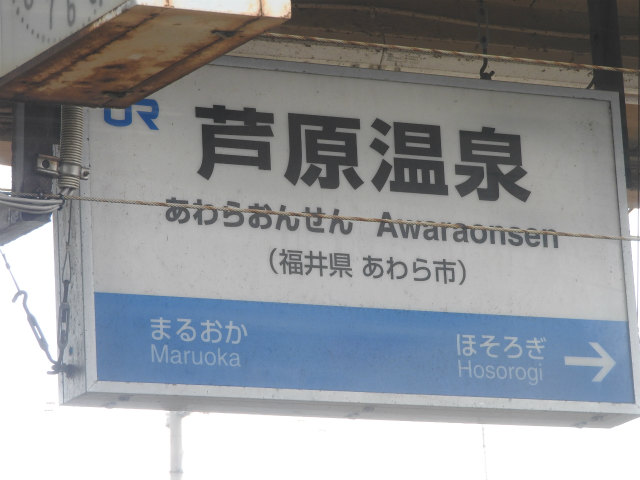 JR
芦原温泉
あわらおんせん Awaraonsen
(福井県 あわら市)
まるおか ほそろぎ
Maruoka Hosorogi